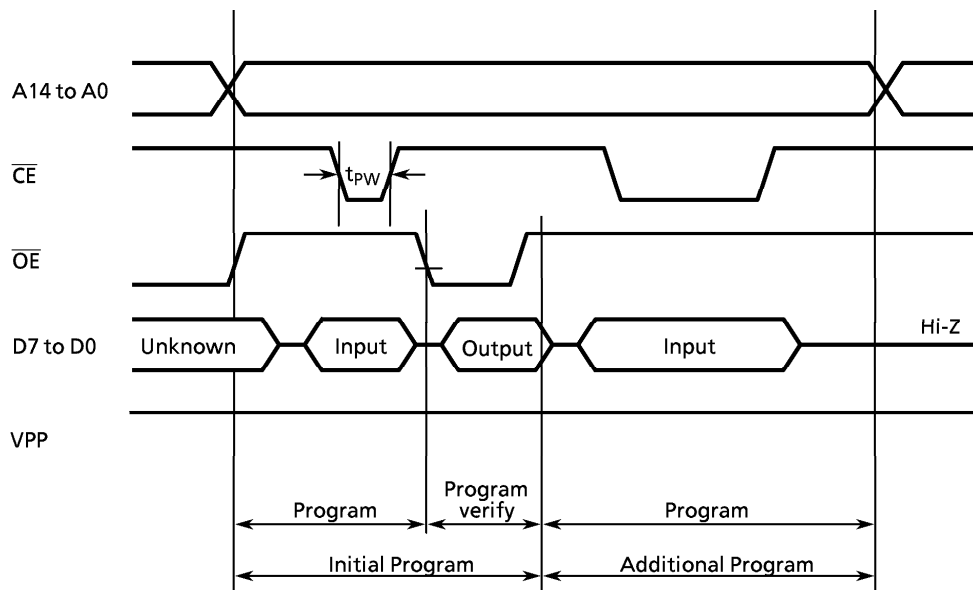 A14 to A0
CE
tPW
OE
Hi-Z
D7 to D0
Unknown
Input
Output
Input
VPP
Program
Program
verify
Program
Initial Program
Additional Program